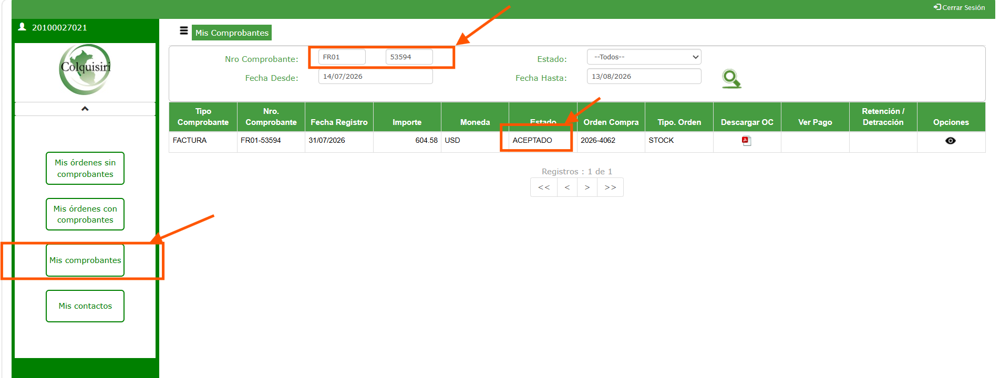 Cerrar Sesión
20100027021
Colquisiri
Mis órdenes sin
comprobantes
Mis órdenes con
comprobantes
Mis comprobantes
Mis contactos
Mis Comprobantes
Nro Comprobante: FR01 53594 Estado: --Todos--
Fecha Desde: 14/07/2026 Fecha Hasta: 13/08/2026
Tipo Comprobante Nro. Comprobante Fecha Registro Importe Moneda Estado Orden Compra Tipo. Orden Descargar OC Ver Pago Retención / Detracción Opciones
FACTURA FR01-53594 31/07/2026 604.58 USD ACEPTADO 2026-4062 STOCK
Registros : 1 de 1
<< < > >>